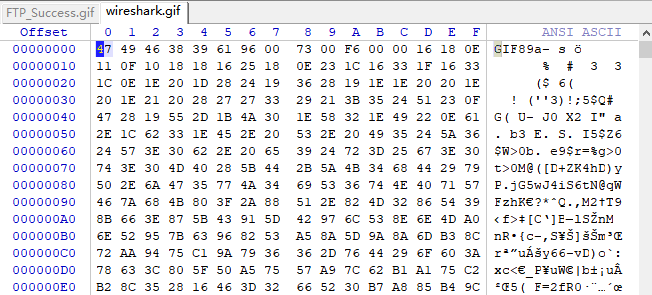 FTP_Success.gif wireshark.gif
Offset 0 1 2 3 4 5 6 7 8 9 A B C D E F ANSI ASCII
00000000 47 49 46 38 39 61 96 00 73 00 F6 00 00 16 18 0E GIF89a– s ö
00000010 11 0F 10 18 18 16 25 18 0E 23 1C 16 33 1F 16 33 % # 3 3
00000020 1C 0E 1E 20 1D 28 24 19 36 28 19 1E 1E 20 20 1E ($ 6(
00000030 20 1E 21 20 28 27 27 33 29 21 3B 35 24 51 23 0F ! (''3)!;5$Q#
00000040 47 28 19 55 2D 1B 4A 30 1E 58 32 1E 49 22 0E 61 G( U- J0 X2 I" a
00000050 2E 1C 62 33 1E 45 2E 20 53 2E 20 49 35 24 5A 36 . b3 E. S. I5$Z6
00000060 24 57 3E 30 62 2E 20 65 39 24 72 3D 25 67 3E 30 $W>0b. e9$r=%g>0
00000070 74 3E 30 4D 40 28 5B 44 2B 5A 4B 34 68 44 29 79 t>0M@([D+ZK4hD)y
00000080 50 2E 6A 47 35 77 4A 34 69 53 36 74 4E 40 71 57 P.jG5wJ4iS6tN@qW
00000090 46 7A 68 4B 80 3F 2A 88 51 2E 82 4D 32 86 54 39 FzhK€?*ˆQ.‚M2†T9
000000A0 8B 66 3E 87 5B 43 91 5D 42 97 6C 53 8E 6E 4D A0 ‹f>‡[C‘]B—lSŽnM
000000B0 6E 52 95 7B 63 96 82 53 A5 8A 5D 9A 8A 6D B3 8C nR•{c–‚S¥Š]šŠm³Œ
000000C0 72 AA 94 75 C1 9A 79 36 36 2D 76 44 29 6F 60 3A rª”uÁšy66-vD)o`:
000000D0 78 63 3C 80 5F 50 A5 75 57 A9 7C 62 B1 A1 75 C2 xc<€_P¥uW©|b±¡uÂ
000000E0 B2 8C 35 28 16 46 3D 32 66 52 30 B7 A8 85 B4 9C ²Œ5( F=2fR0·¨…´œ